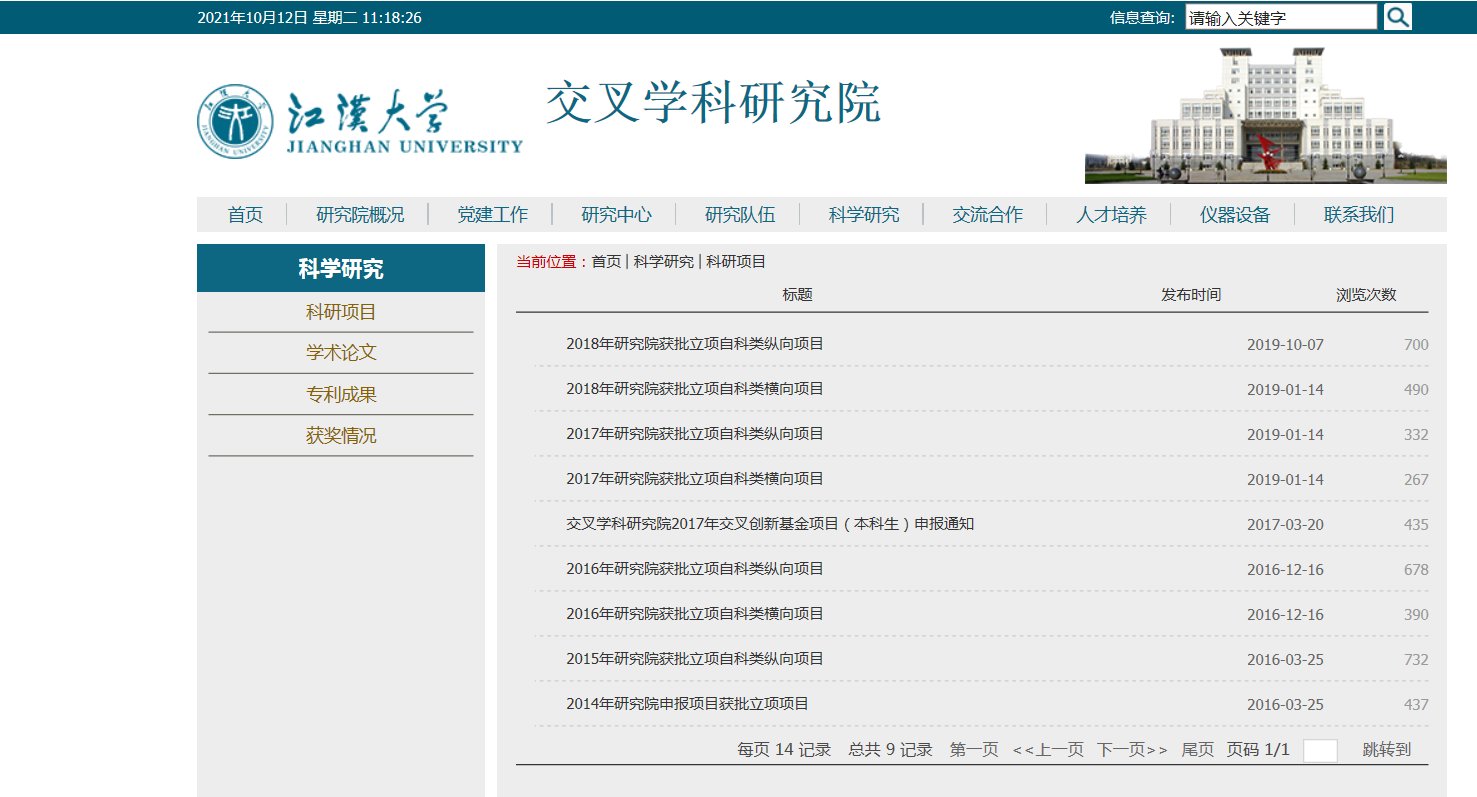 2021年10月12日 星期二 11:18:26 信息查询: 请输入关键字
江漢大学
JIANGHAN UNIVERSITY
交叉学科研究院
首页 研究院概况 党建工作 研究中心 研究队伍 科学研究 交流合作 人才培养 仪器设备 联系我们
科学研究
科研项目
学术论文
专利成果
获奖情况
当前位置：首页 | 科学研究 | 科研项目
标题 发布时间 浏览次数
2018年研究院获批立项自科类纵向项目 2019-10-07 700
2018年研究院获批立项自科类横向项目 2019-01-14 490
2017年研究院获批立项自科类纵向项目 2019-01-14 332
2017年研究院获批立项自科类横向项目 2019-01-14 267
交叉学科研究院2017年交叉创新基金项目（本科生）申报通知 2017-03-20 435
2016年研究院获批立项自科类纵向项目 2016-12-16 678
2016年研究院获批立项自科类横向项目 2016-12-16 390
2015年研究院获批立项自科类纵向项目 2016-03-25 732
2014年研究院申报项目获批立项项目 2016-03-25 437
每页 14 记录 总共 9 记录 第一页 <<上一页 下一页>> 尾页 页码 1/1 跳转到